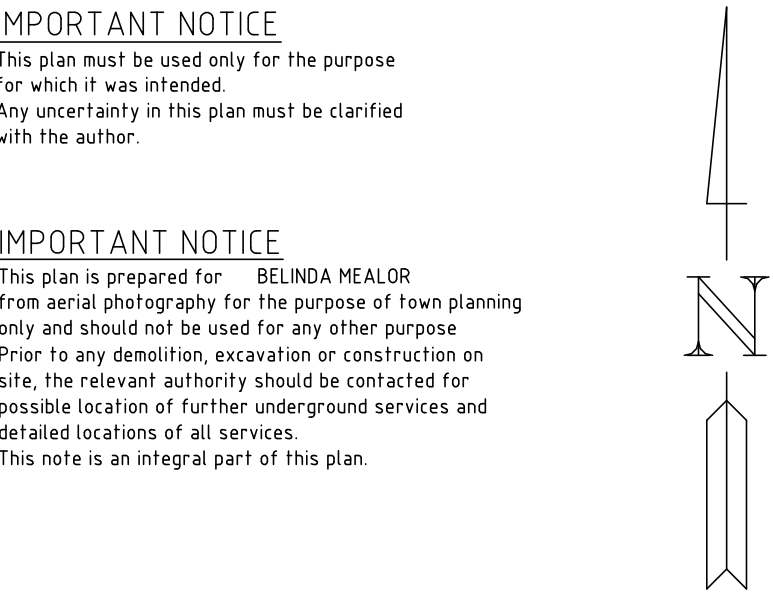 IMPORTANT NOTICE
This plan must be used only for the purpose
for which it was intended.
Any uncertainty in this plan must be clarified
with the author.
IMPORTANT NOTICE
This plan is prepared for BELINDA MEALOR
from aerial photography for the purpose of town planning
only and should not be used for any other purpose
Prior to any demolition, excavation or construction on
site, the relevant authority should be contacted for
possible location of further underground services and
detailed locations of all services.
This note is an integral part of this plan.
N